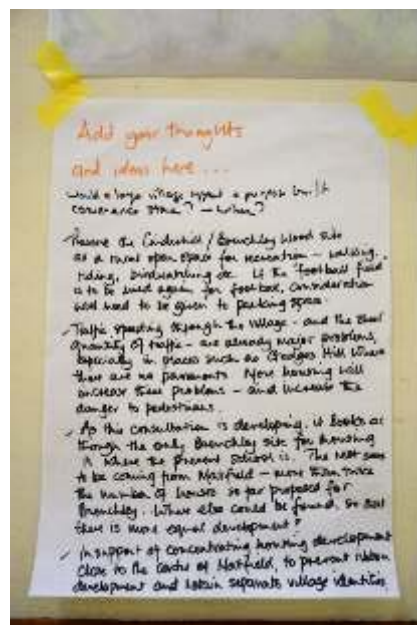 Add your thoughts
and ideas here...
would a large village support a purpose built
convenience store? - when?
Preserve the / Brenchley Wood site
as a rural open space for recreation - walking,
riding, birdwatching etc. If the football field
is to be used again for football, consideration
will need to be given to parking space
Traffic speeding through the village - and the sheer
quantity of traffic - are already major problems,
especially in places such as Hill where
there are no pavements. More housing will
increase these problems - and increase the
danger to pedestrians.
As this consultation is developing, it looks as
though the only Brenchley site for housing
is where the present school is. The rest seem
to be coming from Matfield - more than twice
the number of houses so far proposed for
Brenchley. Where else could be found, so that
there is more equal development?
In support of concentrating housing development
close to the centre of Matfield, to prevent ribbon
development and retain separate village identities.